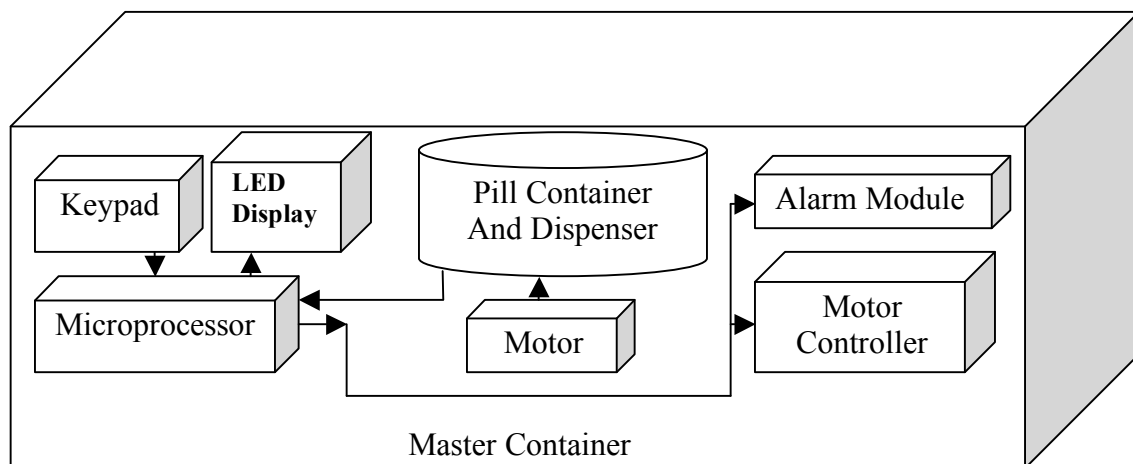 Keypad
LED
Display
Pill Container
And Dispenser
Alarm Module
Microprocessor
Motor
Motor
Controller
Master Container